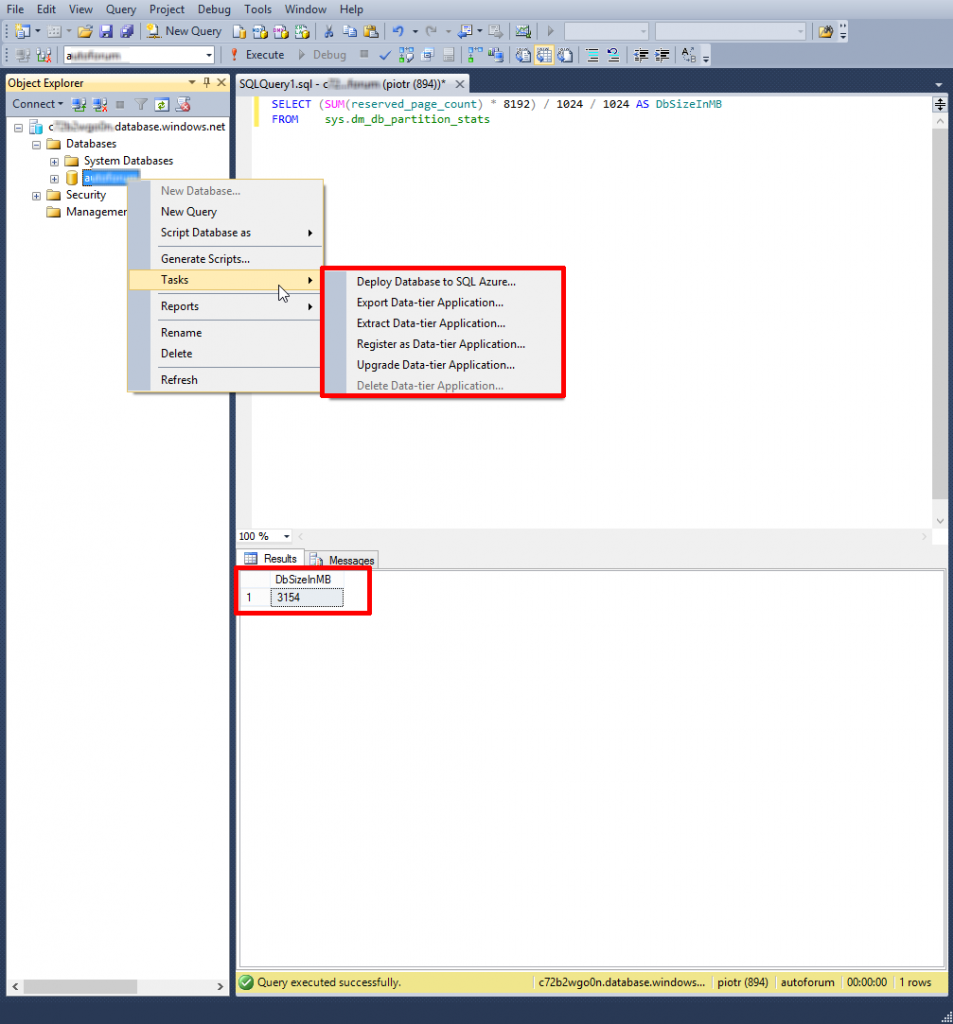 File Edit View Query Project Debug Tools Window Help
New Query
Execute Debug
Object Explorer
SQLQuery1.sql - c (piotr (894))*
Connect
SELECT (SUM(reserved_page_count) * 8192) / 1024 / 1024 AS DbSizeInMB
FROM sys.dm_db_partition_stats
.database.windows.net
Databases
System Databases
Security
Managemen
New Database...
New Query
Script Database as
Generate Scripts...
Tasks
Reports
Rename
Delete
Refresh
Deploy Database to SQL Azure...
Export Data-tier Application...
Extract Data-tier Application...
Register as Data-tier Application...
Upgrade Data-tier Application...
Delete Data-tier Application...
100 %
Results Messages
DbSizeInMB
1 3154
Query executed successfully. c72b2wgo0n.database.windows... piotr (894) autoforum 00:00:00 1 rows